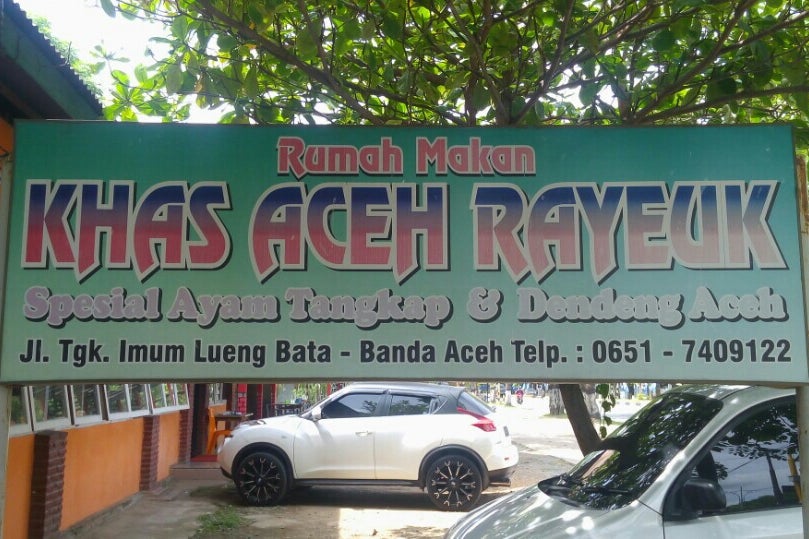 Rumah Makan
KHAS ACEH RAYEUK
Spesial Ayam Tangkap & Dendeng Aceh
Jl. Tgk. Imum Lueng Bata - Banda Aceh Telp. : 0651 - 7409122